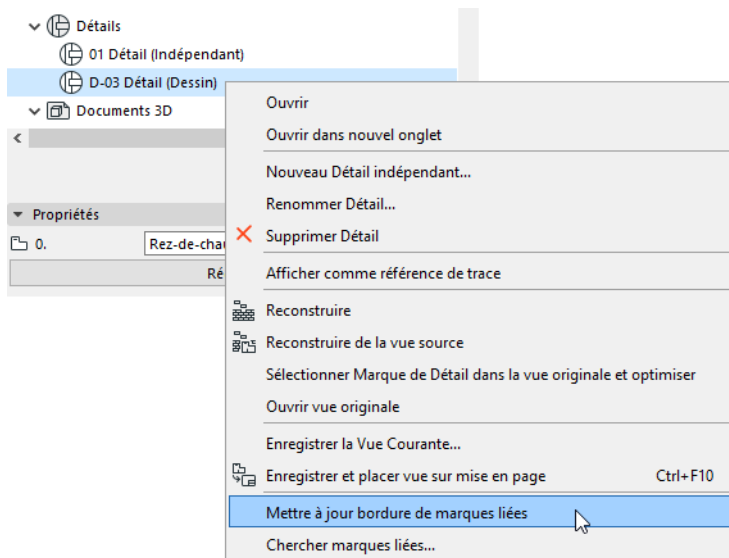 Détails
01 Détail (Indépendant)
D-03 Détail (Dessin)
Documents 3D
Propriétés
0.
Rez-de-chau
Ré
Ouvrir
Ouvrir dans nouvel onglet
Nouveau Détail indépendant...
Renommer Détail...
Supprimer Détail
Afficher comme référence de trace
Reconstruire
Reconstruire de la vue source
Sélectionner Marque de Détail dans la vue originale et optimiser
Ouvrir vue originale
Enregistrer la Vue Courante...
Enregistrer et placer vue sur mise en page Ctrl+F10
Mettre à jour bordure de marques liées
Chercher marques liées...